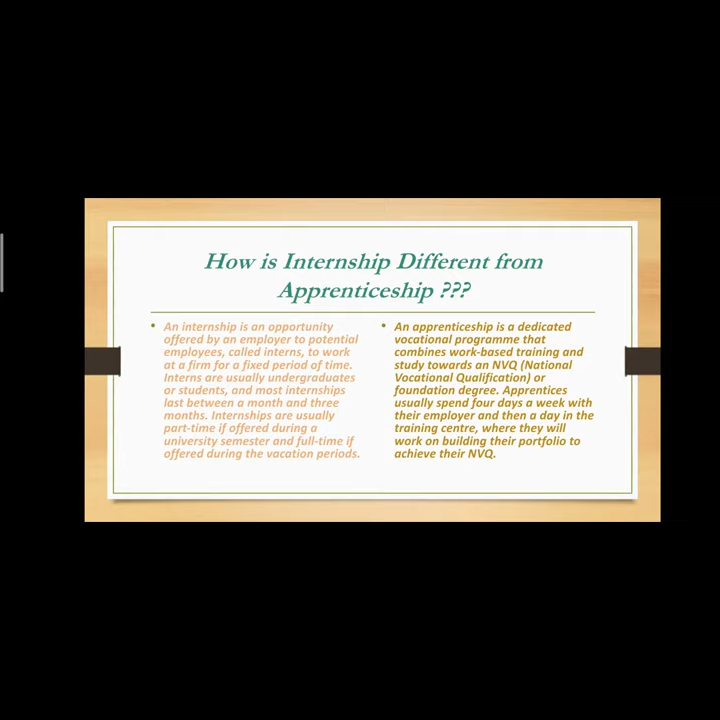 How is Internship Different from
Apprenticeship ???
• An internship is an opportunity
offered by an employer to potential
employees, called interns, to work
at a firm for a fixed period of time.
Interns are usually undergraduates
or students, and most internships
last between a month and three
months. Internships are usually
part-time if offered during a
university semester and full-time if
offered during the vacation periods.
• An apprenticeship is a dedicated
vocational programme that
combines work-based training and
study towards an NVQ (National
Vocational Qualification) or
foundation degree. Apprentices
usually spend four days a week with
their employer and then a day in the
training centre, where they will
work on building their portfolio to
achieve their NVQ.